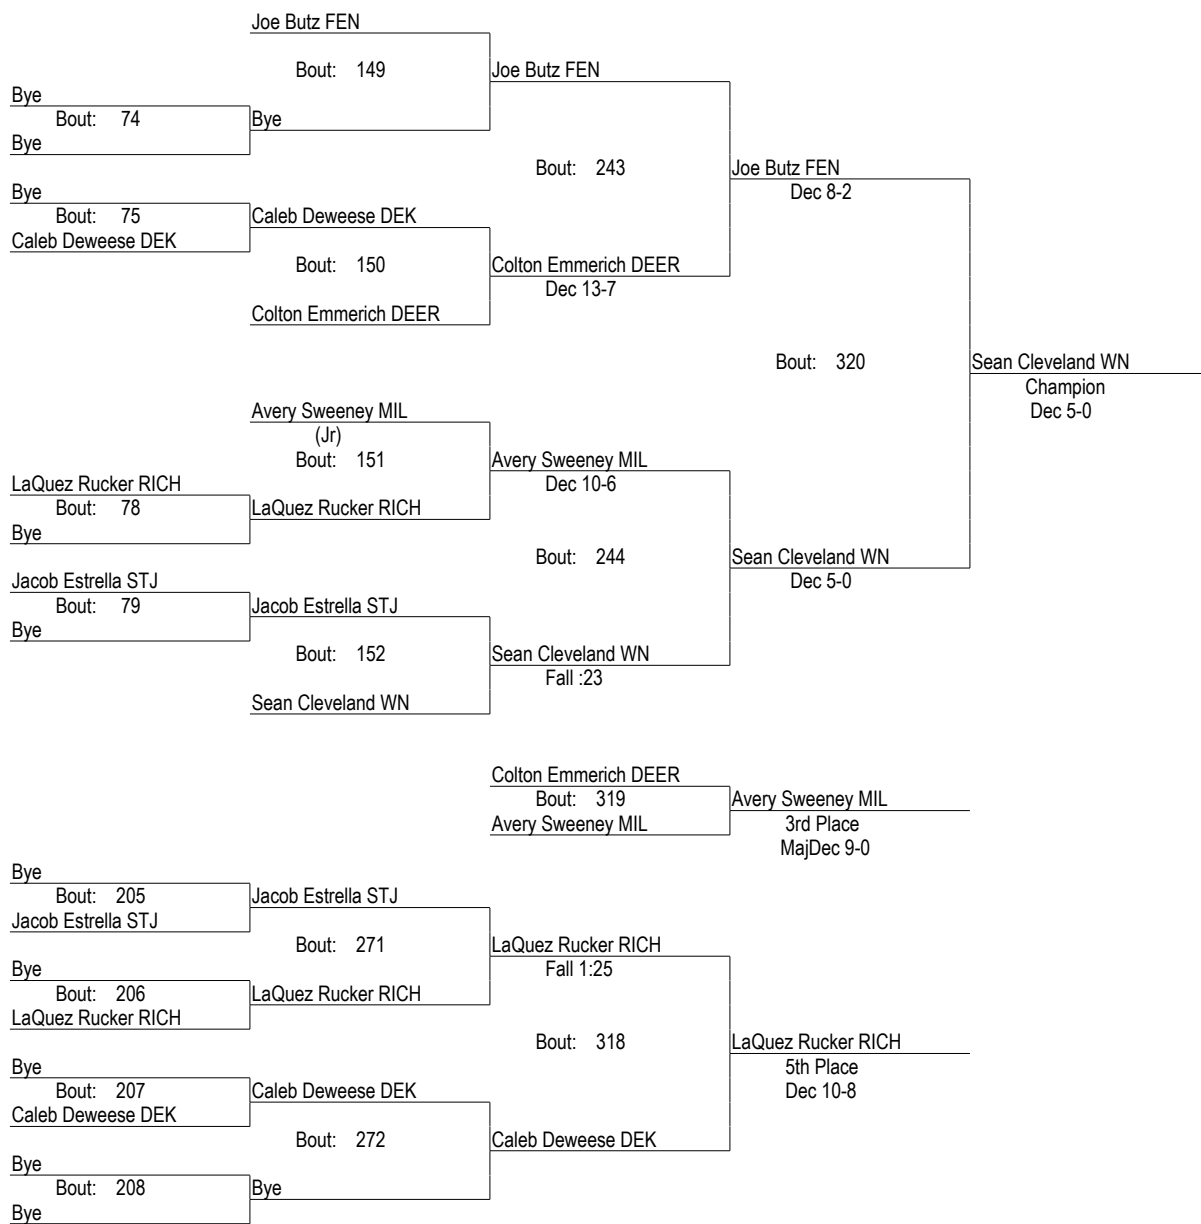 Joe Butz FEN
Bout: 149
Joe Butz FEN
Bye
Bout: 74
Bye
Bye
Bout: 243
Joe Butz FEN
Dec 8-2
Bye
Bout: 75
Caleb Deweese DEK
Caleb Deweese DEK
Bout: 150
Colton Emmerich DEER
Dec 13-7
Colton Emmerich DEER
Bout: 320
Sean Cleveland WN
Champion
Dec 5-0
Avery Sweeney MIL
(Jr)
Bout: 151
Avery Sweeney MIL
Dec 10-6
LaQuez Rucker RICH
Bout: 78
LaQuez Rucker RICH
Bye
Bout: 244
Sean Cleveland WN
Dec 5-0
Jacob Estrella STJ
Bout: 79
Jacob Estrella STJ
Bye
Bout: 152
Sean Cleveland WN
Fall :23
Sean Cleveland WN
Colton Emmerich DEER
Bout: 319
Avery Sweeney MIL
Avery Sweeney MIL
3rd Place
MajDec 9-0
Bye
Bout: 205
Jacob Estrella STJ
Jacob Estrella STJ
Bout: 271
LaQuez Rucker RICH
Fall 1:25
Bye
Bout: 206
LaQuez Rucker RICH
LaQuez Rucker RICH
Bout: 318
LaQuez Rucker RICH
5th Place
Dec 10-8
Bye
Bout: 207
Caleb Deweese DEK
Caleb Deweese DEK
Bout: 272
Caleb Deweese DEK
Bye
Bout: 208
Bye
Bye